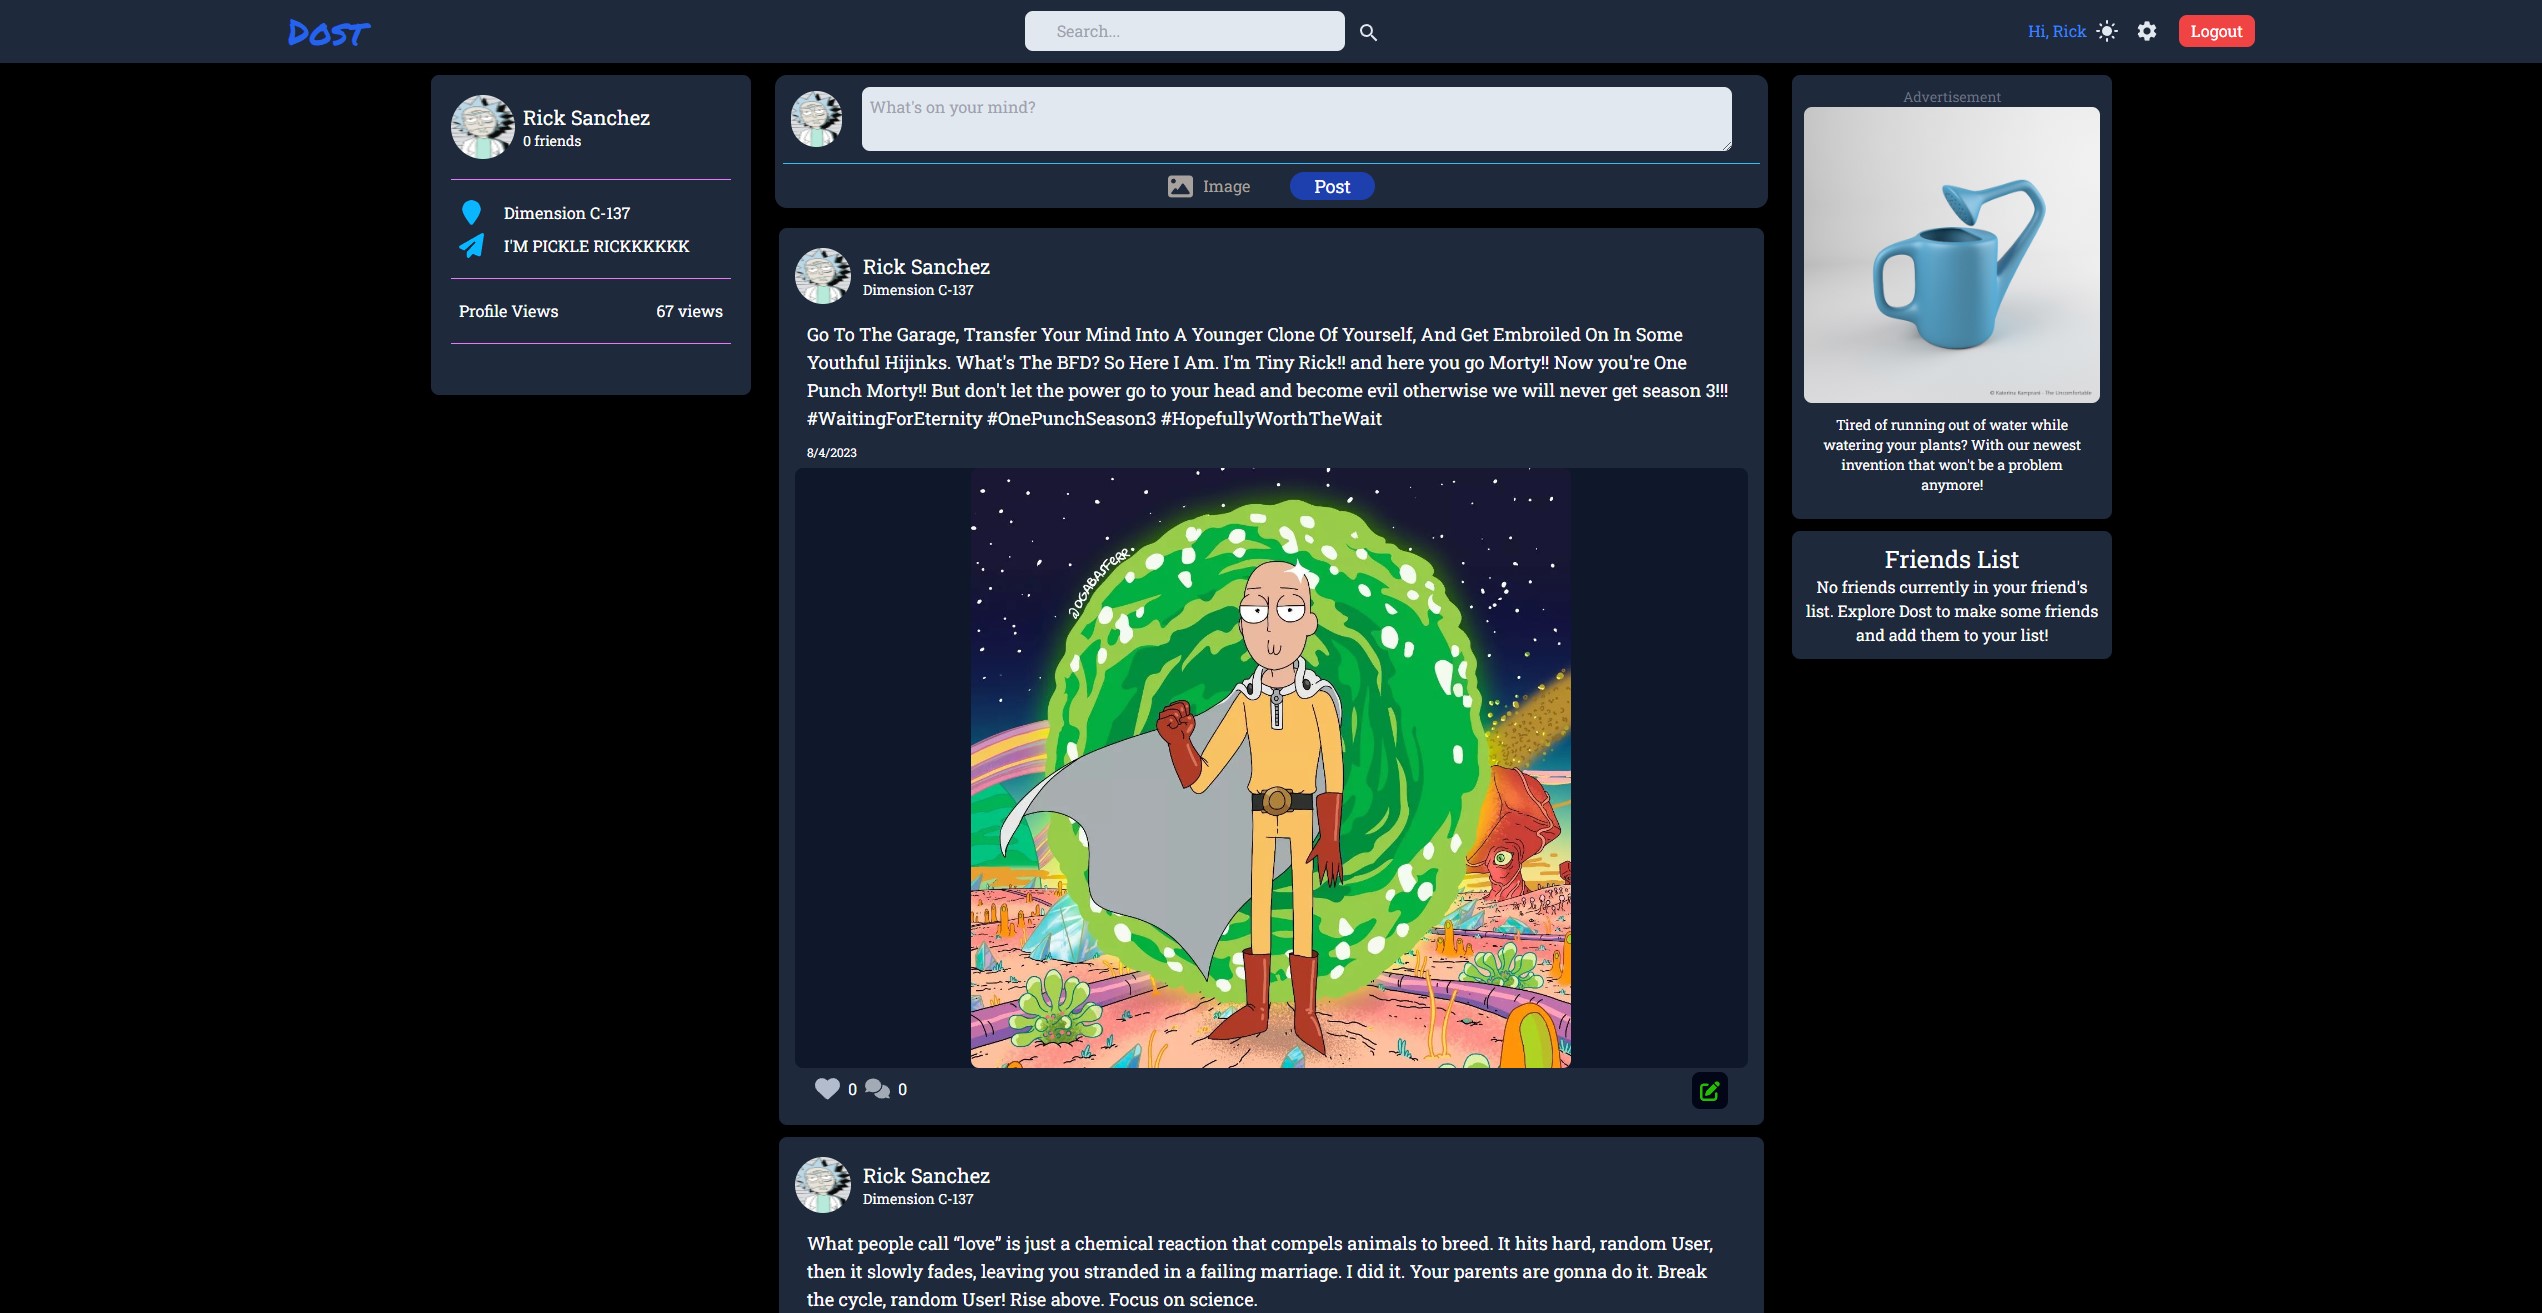 Dost
Search...
Hi, Rick
Logout
Rick Sanchez
0 friends
Dimension C-137
I'M PICKLE RICKKKKKK
Profile Views
67 views
What's on your mind?
Image
Post
Rick Sanchez
Dimension C-137
Go To The Garage, Transfer Your Mind Into A Younger Clone Of Yourself, And Get Embroiled On In Some
Youthful Hijinks. What's The BFD? So Here I Am. I'm Tiny Rick!! and here you go Morty!! Now you're One
Punch Morty!! But don't let the power go to your head and become evil otherwise we will never get season 3!!!
#WaitingForEternity #OnePunchSeason3 #HopefullyWorthTheWait
8/4/2023
@OGABASFERR.
0
0
Rick Sanchez
Dimension C-137
What people call “love” is just a chemical reaction that compels animals to breed. It hits hard, random User,
then it slowly fades, leaving you stranded in a failing marriage. I did it. Your parents are gonna do it. Break
the cycle, random User! Rise above. Focus on science.
Advertisement
© Katerina Kamprani - The Uncomfortable
Tired of running out of water while
watering your plants? With our newest
invention that won't be a problem
anymore!
Friends List
No friends currently in your friend's
list. Explore Dost to make some friends
and add them to your list!